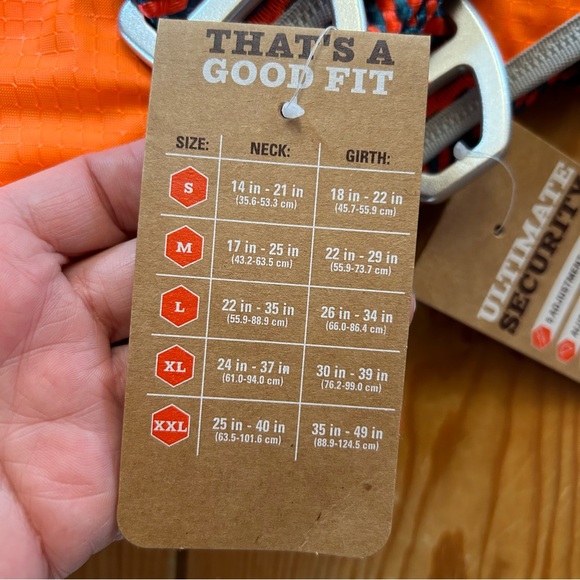 THAT'S A
GOOD FIT
SIZE: NECK: GIRTH:
S 14 in - 21 in 18 in - 22 in
(35.6-53.3 cm) (45.7-55.9 cm)
M 17 in - 25 in 22 in - 29 in
(43.2-63.5 cm) (55.9-73.7 cm)
L 22 in - 35 in 26 in - 34 in
(55.9-88.9 cm) (66.0-86.4 cm)
XL 24 in - 37 in 30 in - 39 in
(61.0-94.0 cm) (76.2-99.0 cm)
XXL 25 in - 40 in 35 in - 49 in
(63.5-101.6 cm) (88.9-124.5 cm)
ULTIMATE
SECURITY